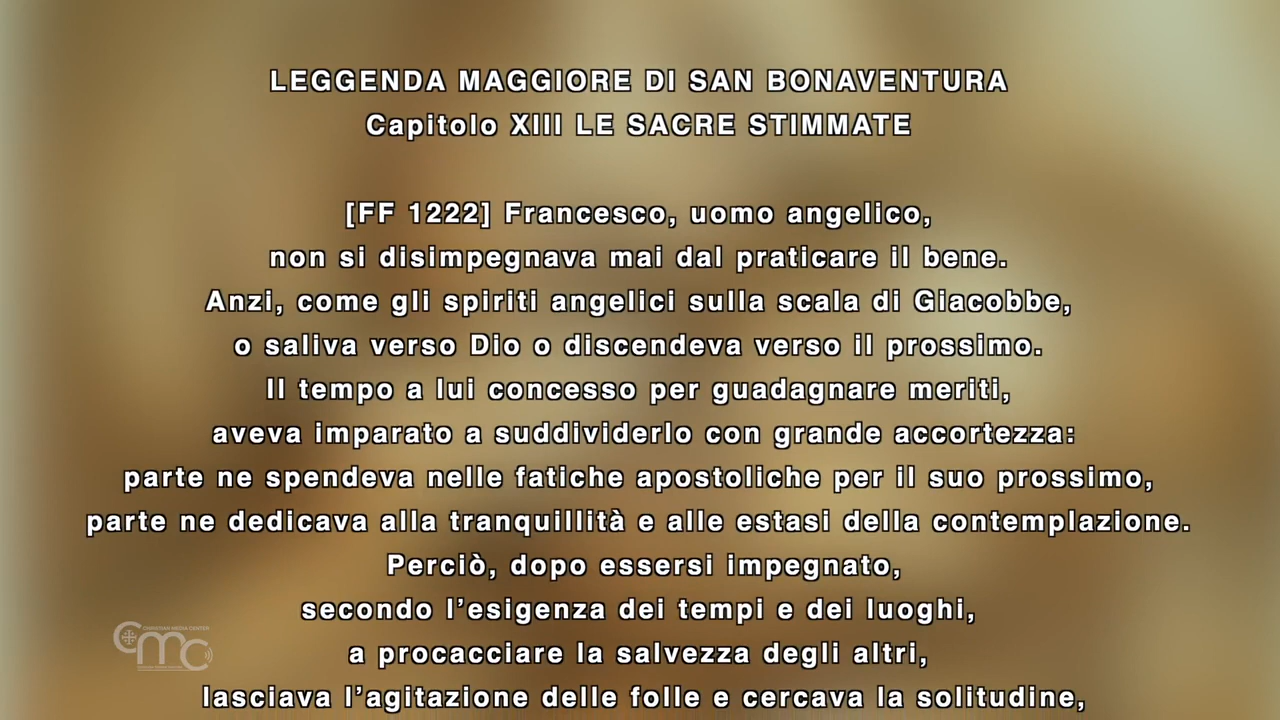 LEGGENDA MAGGIORE DI SAN BONAVENTURA
Capitolo XIII LE SACRE STIMMATE
[FF 1222] Francesco, uomo angelico,
non si disimpegnava mai dal praticare il bene.
Anzi, come gli spiriti angelici sulla scala di Giacobbe,
o saliva verso Dio o discendeva verso il prossimo.
Il tempo a lui concesso per guadagnare meriti,
aveva imparato a suddividerlo con grande accortezza:
parte ne spendeva nelle fatiche apostoliche per il suo prossimo,
parte ne dedicava alla tranquillità e alle estasi della contemplazione.
Perciò, dopo essersi impegnato,
secondo l’esigenza dei tempi e dei luoghi,
a procacciare la salvezza degli altri,
lasciava l’agitazione delle folle e cercava la solitudine,
CHRISTIAN MEDIA CENTER
cmc